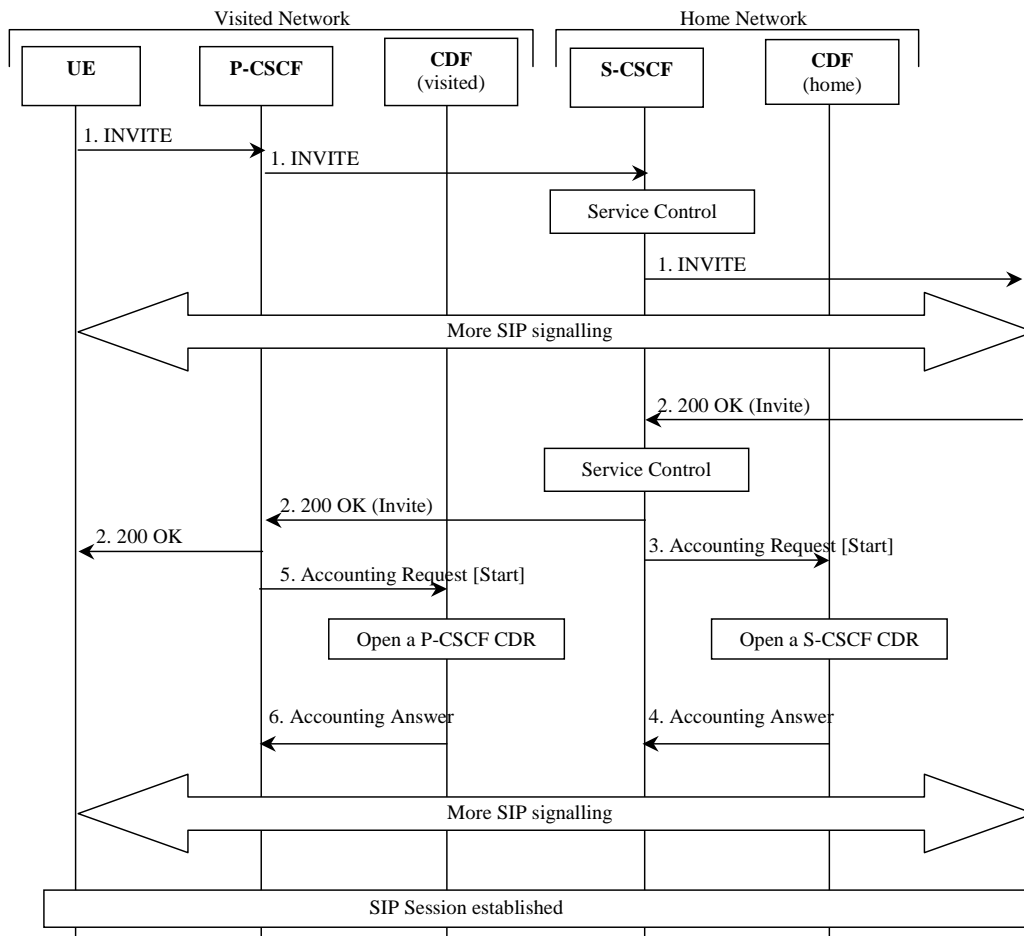 Visited Network
Home Network
UE
P-CSCF
CDF
(visited)
S-CSCF
CDF
(home)
1. INVITE
1. INVITE
Service Control
1. INVITE
More SIP signalling
2. 200 OK (Invite)
Service Control
2. 200 OK (Invite)
2. 200 OK
3. Accounting Request [Start]
5. Accounting Request [Start]
Open a P-CSCF CDR
Open a S-CSCF CDR
6. Accounting Answer
4. Accounting Answer
More SIP signalling
SIP Session established